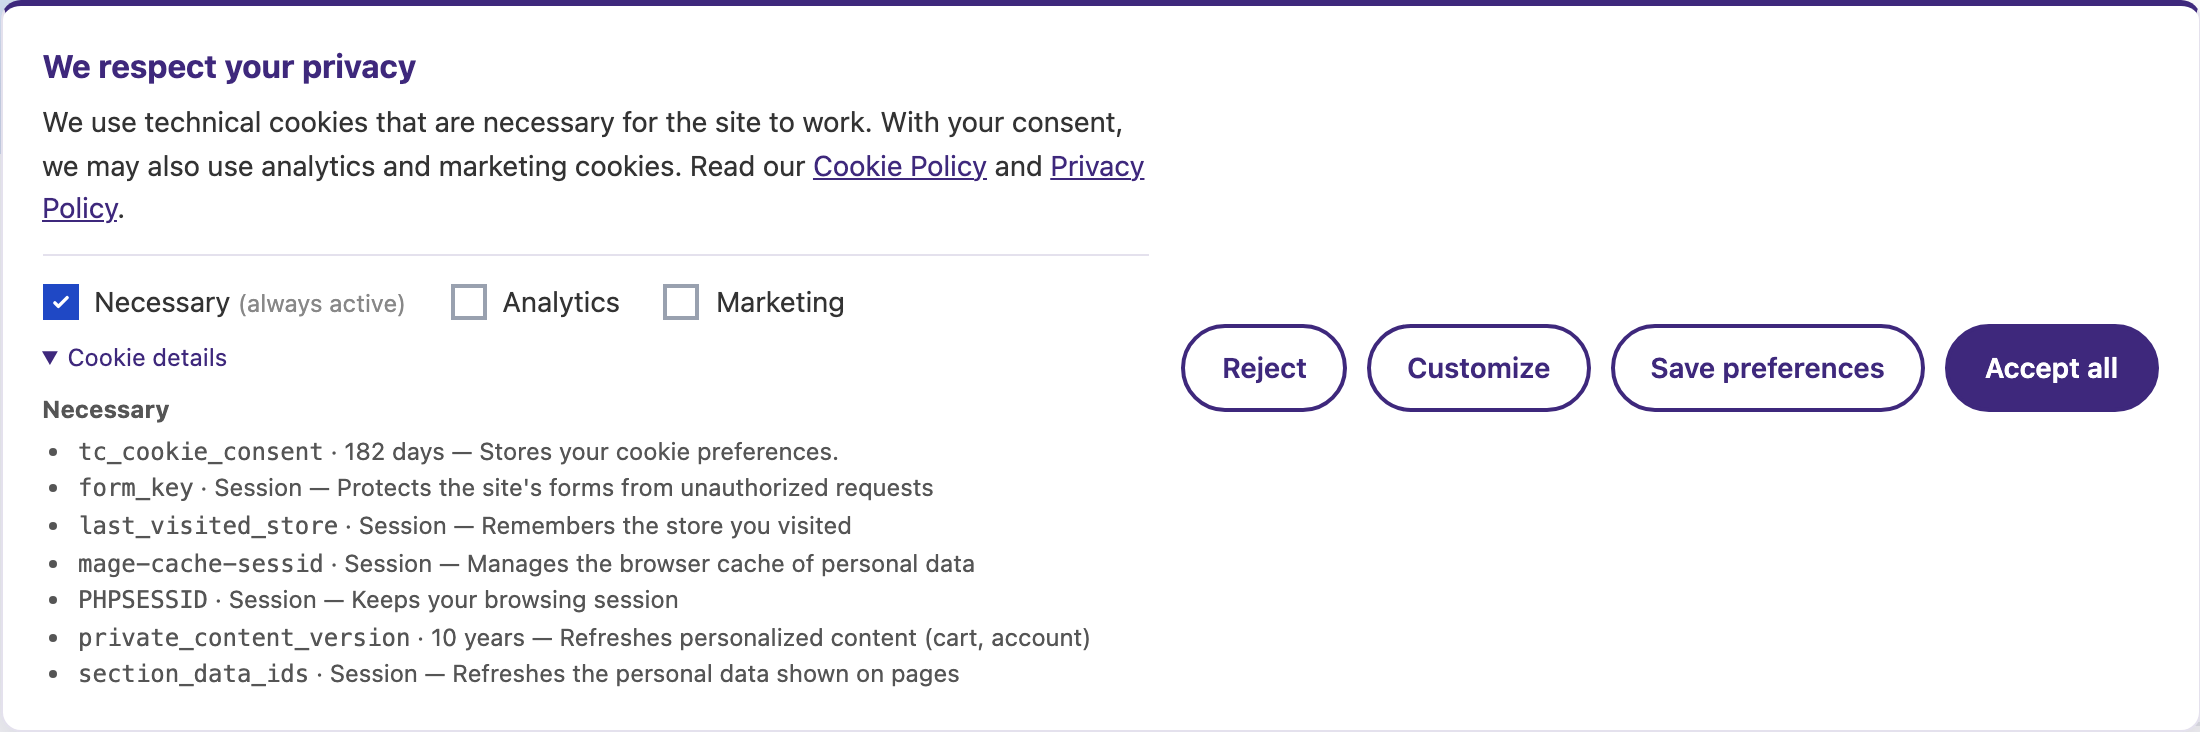 We respect your privacy
We use technical cookies that are necessary for the site to work. With your consent,
we may also use analytics and marketing cookies. Read our Cookie Policy and Privacy
Policy.
Necessary (always active) Analytics Marketing
▼ Cookie details
Reject Customize Save preferences Accept all
Necessary
• tc_cookie_consent · 182 days — Stores your cookie preferences.
• form_key · Session — Protects the site's forms from unauthorized requests
• last_visited_store · Session — Remembers the store you visited
• mage-cache-sessid · Session — Manages the browser cache of personal data
• PHPSESSID · Session — Keeps your browsing session
• private_content_version · 10 years — Refreshes personalized content (cart, account)
• section_data_ids · Session — Refreshes the personal data shown on pages